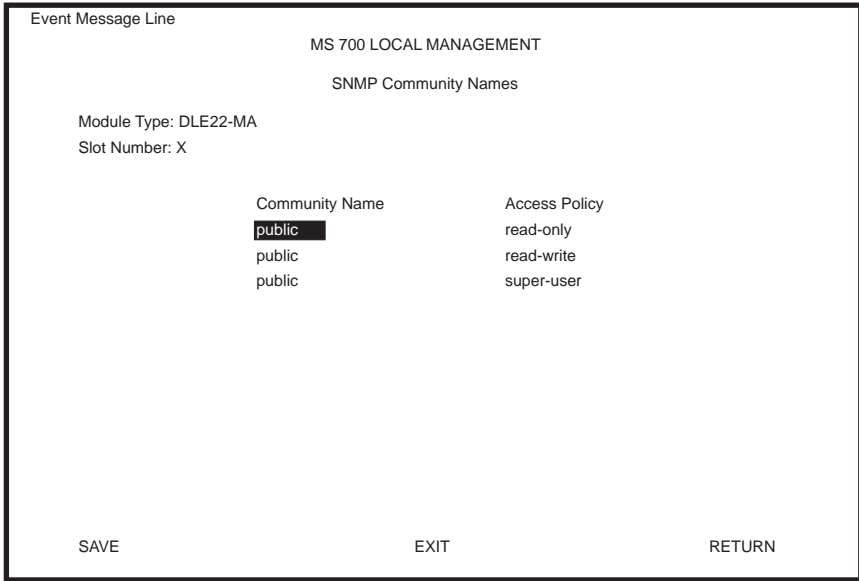 Event Message Line
MS 700 LOCAL MANAGEMENT
SNMP Community Names
Module Type: DLE22-MA
Slot Number: X
Community Name Access Policy
public read-only
public read-write
public super-user
SAVE EXIT RETURN